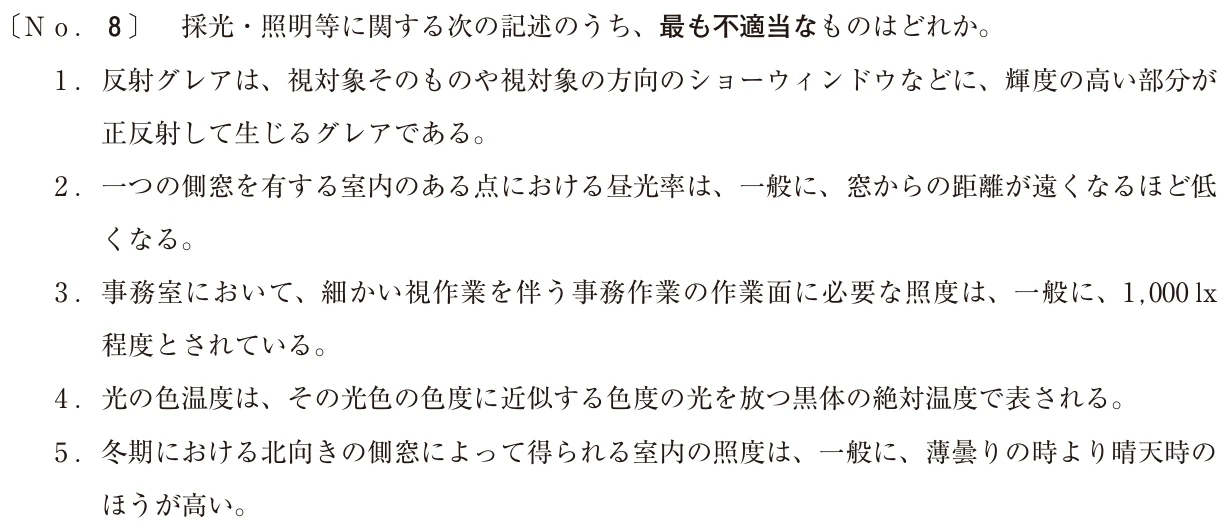 〔Ｎｏ．８〕　採光・照明等に関する次の記述のうち、最も不適当なものはどれか。
１．反射グレアは、視対象そのものや視対象の方向のショーウィンドウなどに、輝度の高い部分が
正反射して生じるグレアである。
２．一つの側窓を有する室内のある点における昼光率は、一般に、窓からの距離が遠くなるほど低
くなる。
３．事務室において、細かい視作業を伴う事務作業の作業面に必要な照度は、一般に、1,000 lx
程度とされている。
４．光の色温度は、その光色の色度に近似する色度の光を放つ黒体の絶対温度で表される。
５．冬期における北向きの側窓によって得られる室内の照度は、一般に、薄曇りの時より晴天時の
ほうが高い。